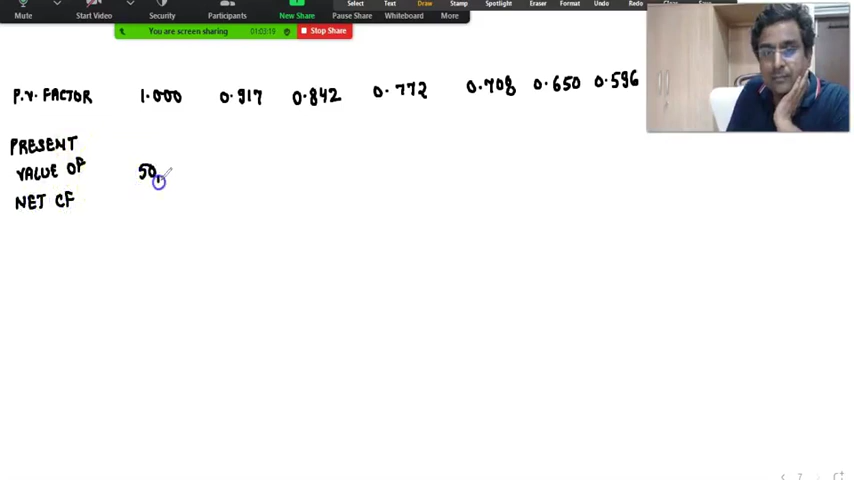 Select Text Draw Stamp Spotlight Eraser Format Undo Redo
Mute Start Video Security Participants New Share Pause Share Whiteboard More
You are screen sharing Stop Share
01:03:19
P.V. FACTOR 1.000 0.917 0.842 0.772 0.708 0.650 0.596
PRESENT
VALUE OF 50,
NET CF
7